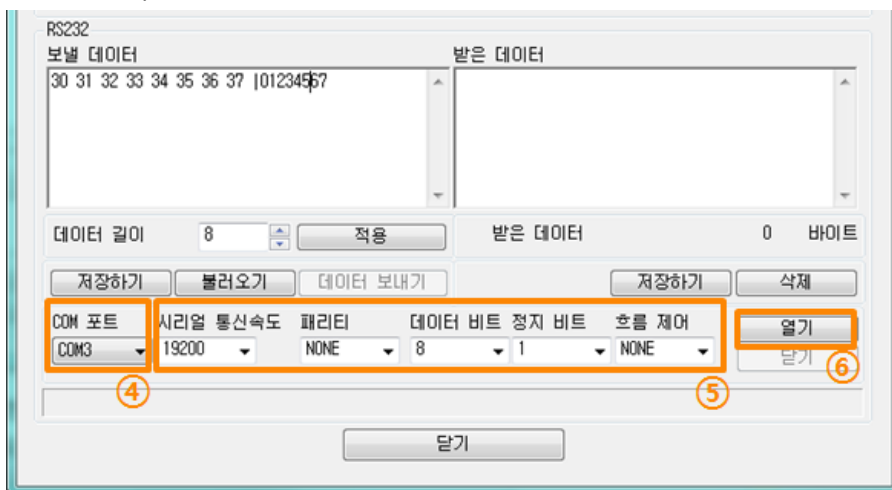 RS232
보낼 데이터 받은 데이터
30 31 32 33 34 35 36 37 |01234567
데이터 길이 8 적용 받은 데이터 0 바이트
저장하기 불러오기 데이터 보내기 저장하기 삭제
COM 포트 시리얼 통신속도 패리티 데이터 비트 정지 비트 흐름 제어 열기
COM3 19200 NONE 8 1 NONE 닫기
④ ⑤ ⑥
닫기